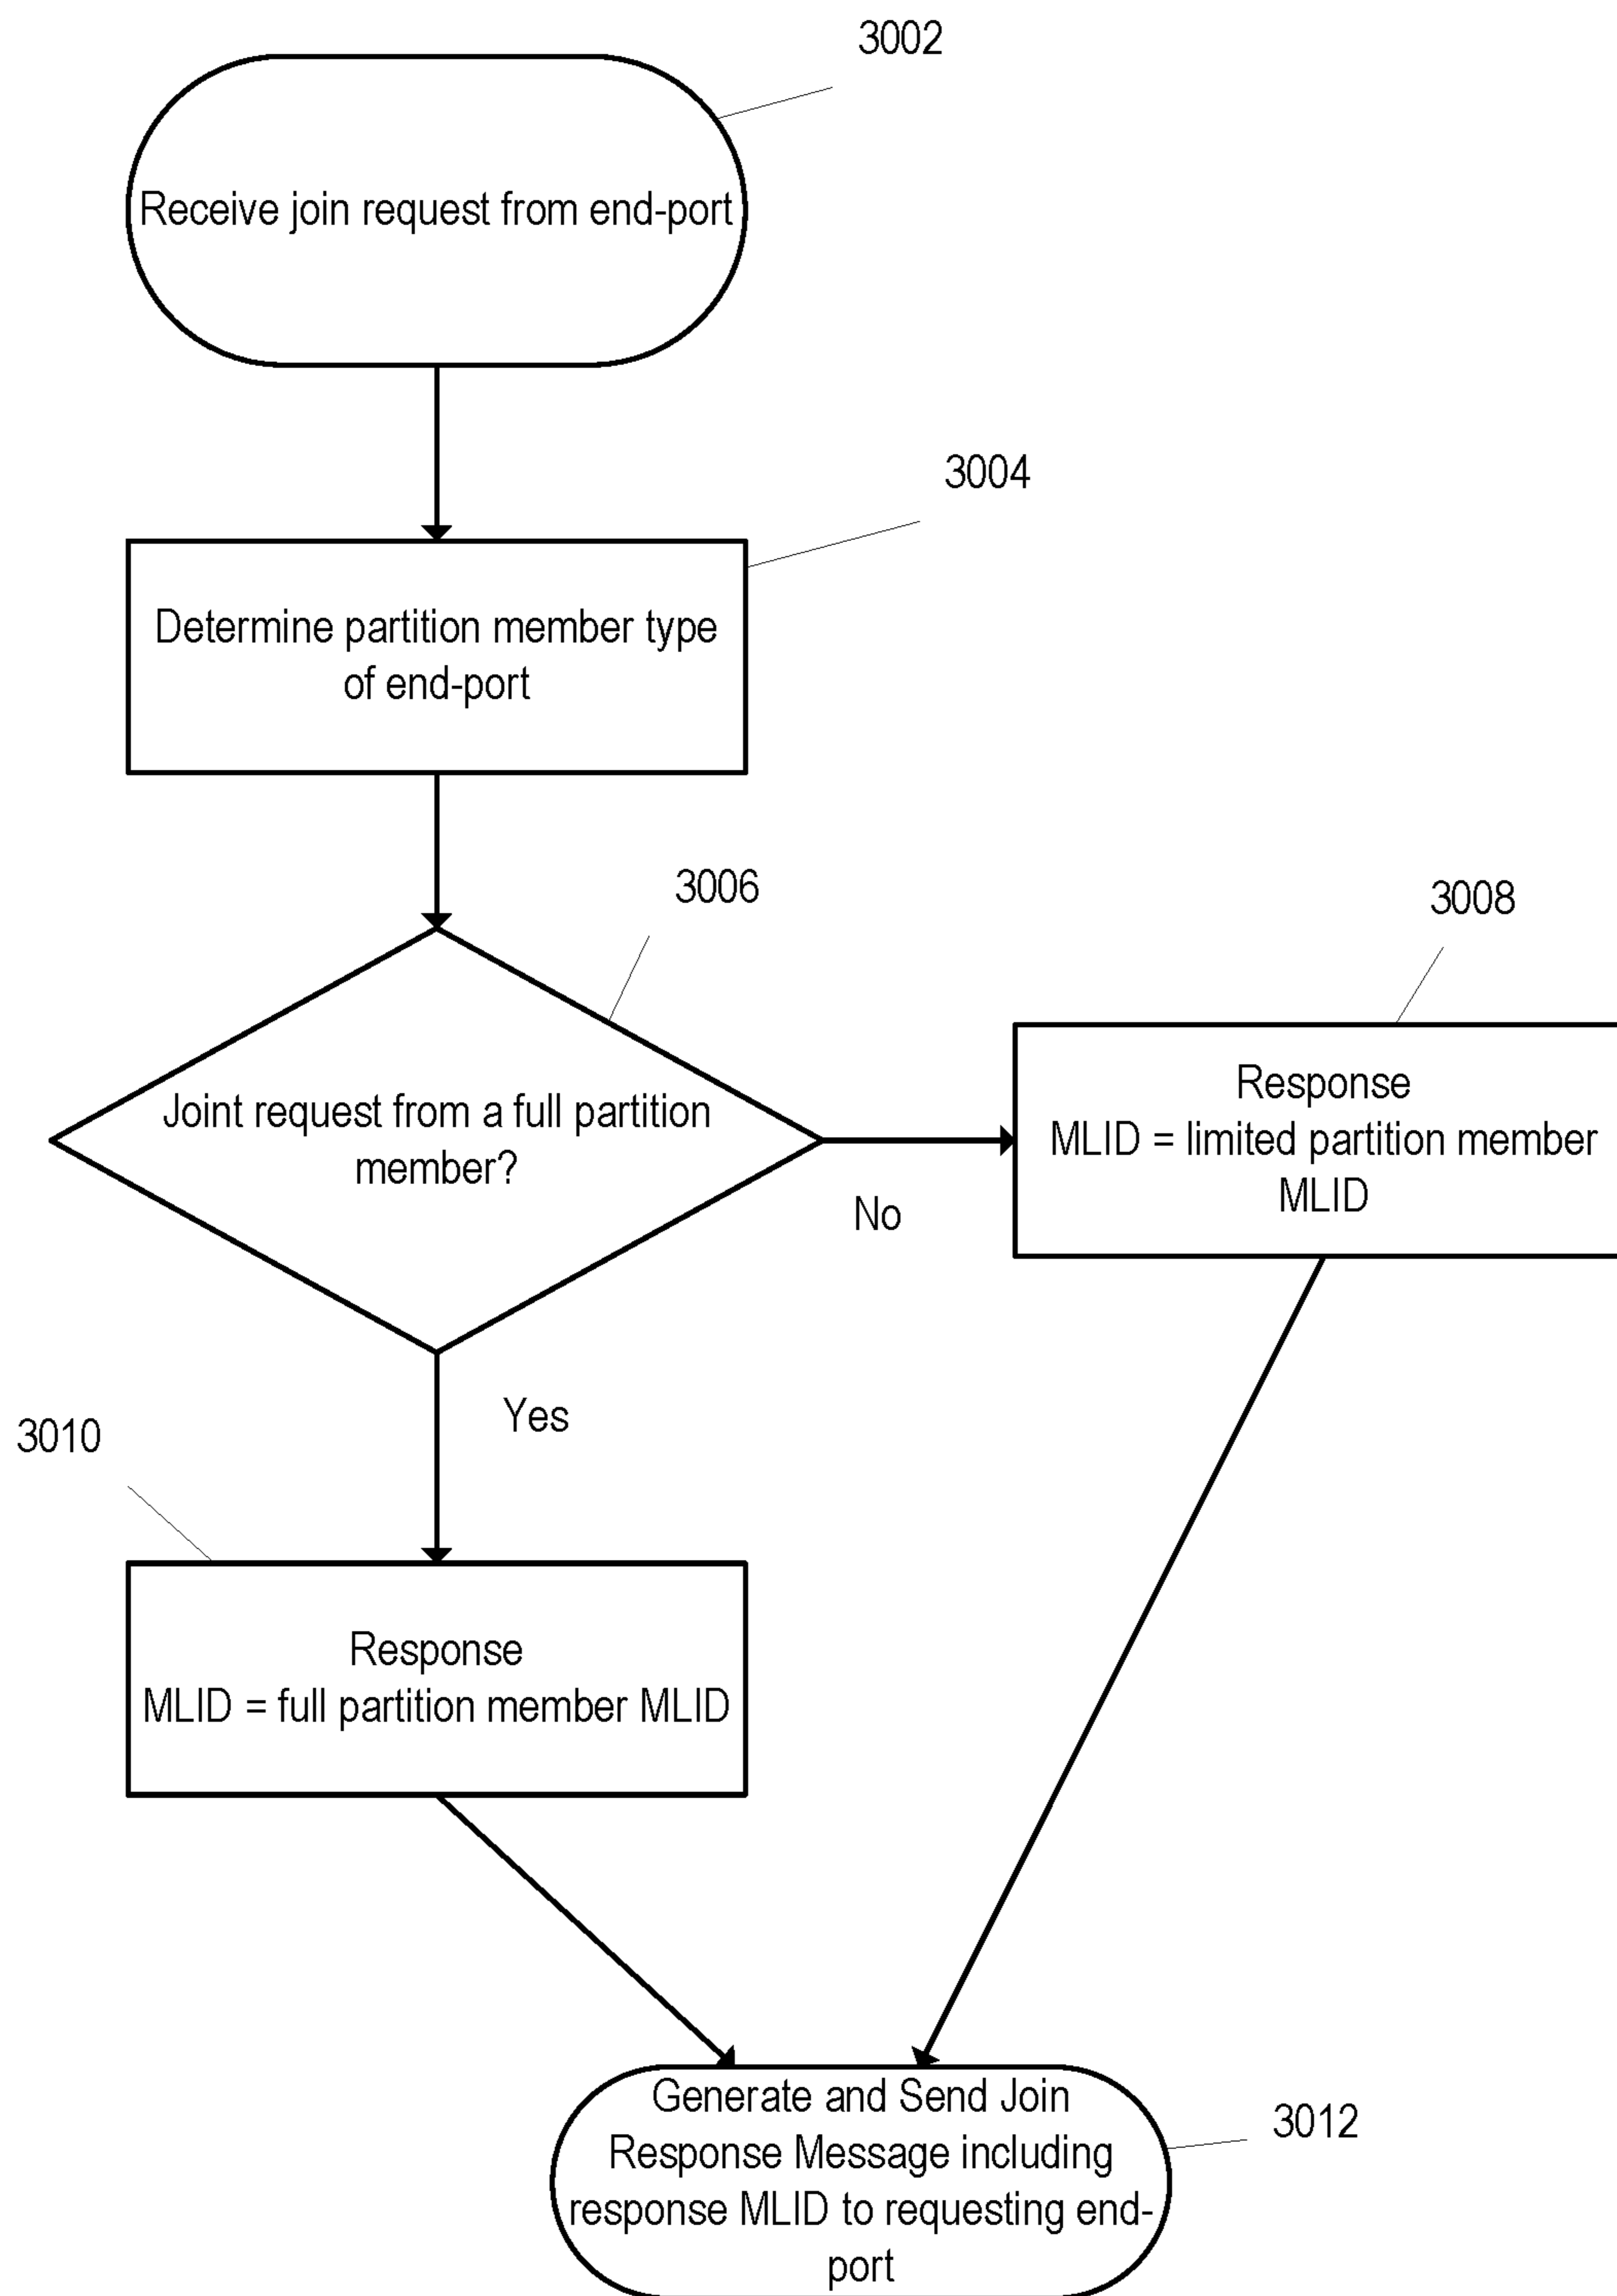 3002
Receive join request from end-port
3004
Determine partition member type
of end-port
3006
Joint request from a full partition
member?
3008
Response
MLID = limited partition member
MLID
No
Yes
3010
Response
MLID = full partition member MLID
Generate and Send Join
Response Message including
response MLID to requesting end-
port
3012